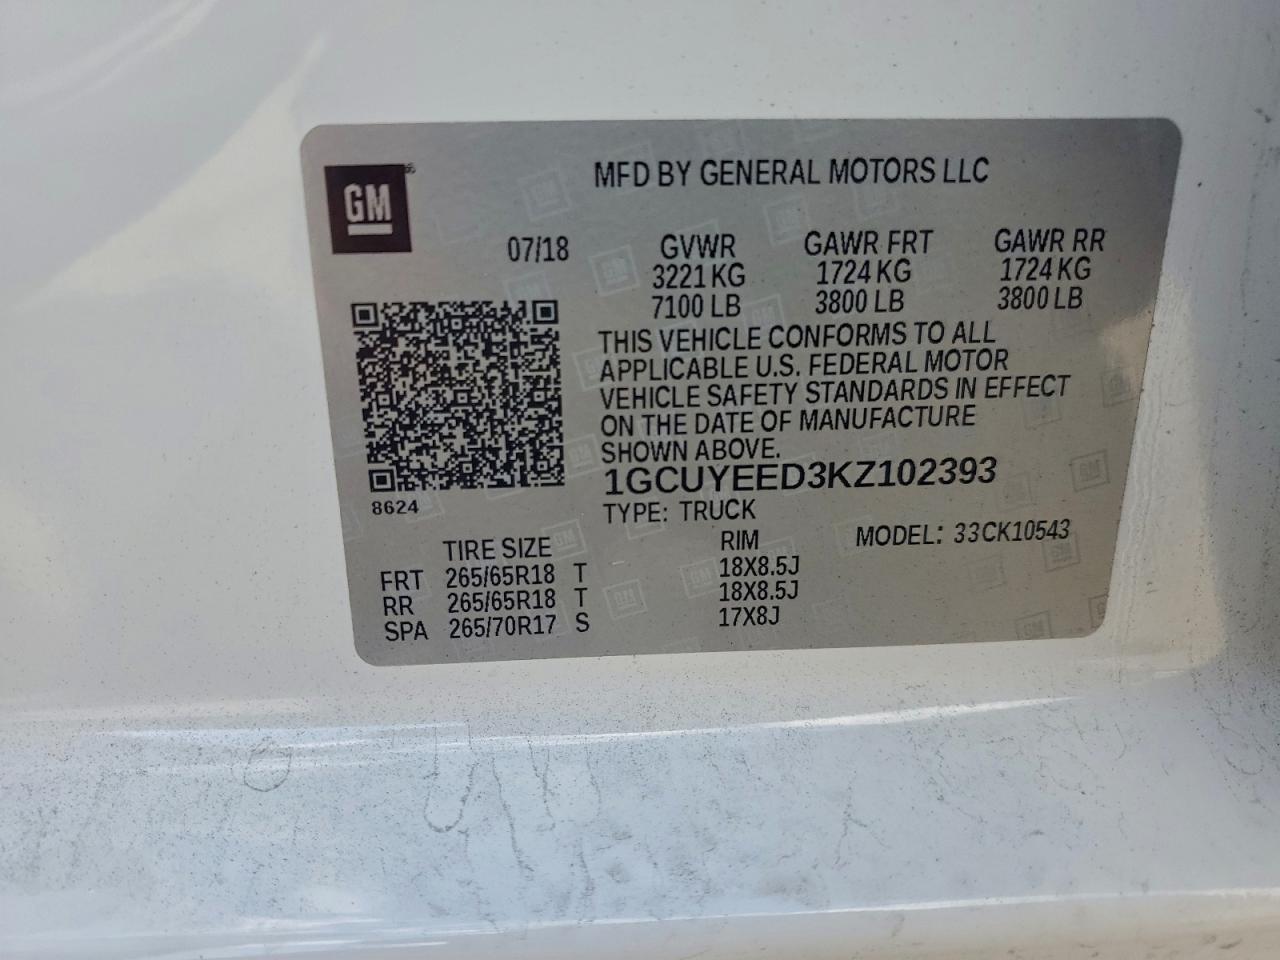 GM
MFD BY GENERAL MOTORS LLC
07/18 GVWR GAWR FRT GAWR RR
3221 KG 1724 KG 1724 KG
7100 LB 3800 LB 3800 LB
THIS VEHICLE CONFORMS TO ALL
APPLICABLE U.S. FEDERAL MOTOR
VEHICLE SAFETY STANDARDS IN EFFECT
ON THE DATE OF MANUFACTURE
SHOWN ABOVE.
1GCUYEED3KZ102393
8624
TYPE: TRUCK
MODEL: 33CK10543
TIRE SIZE RIM
FRT 265/65R18 T 18X8.5J
RR 265/65R18 T 18X8.5J
SPA 265/70R17 S 17X8J